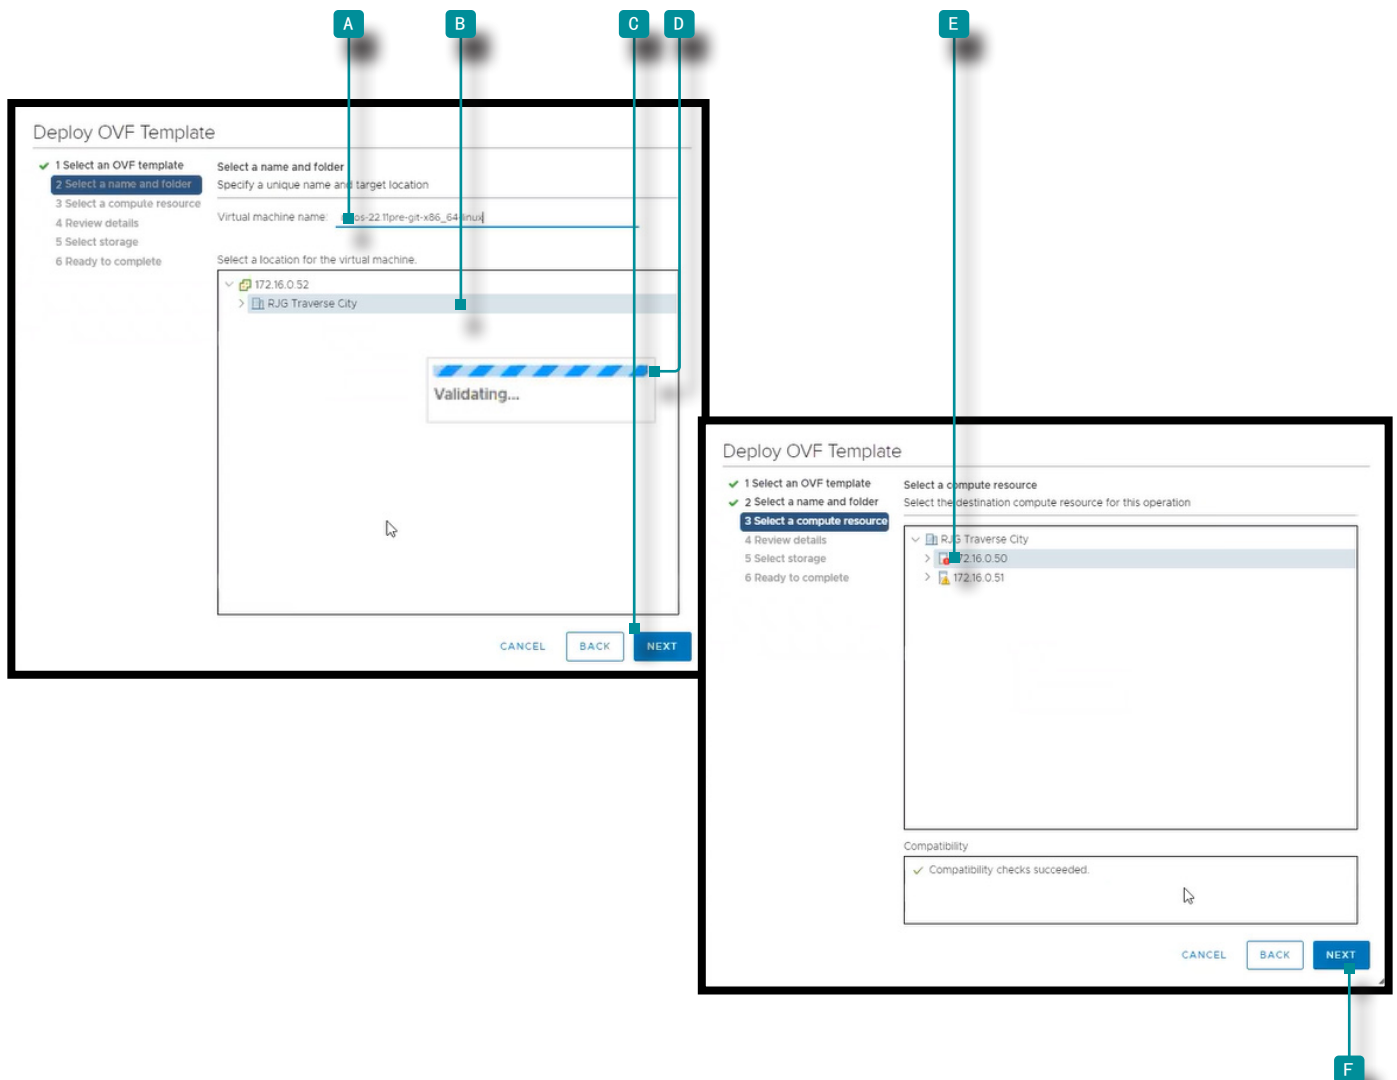 A B C D E
Deploy OVF Template
1 Select an OVF template
2 Select a name and folder
3 Select a compute resource
4 Review details
5 Select storage
6 Ready to complete
Select a name and folder
Specify a unique name and target location
Virtual machine name:
Select a location for the virtual machine.
172.16.0.52
RJG Traverse City
Validating...
CANCEL BACK NEXT
Deploy OVF Template
1 Select an OVF template
2 Select a name and folder
3 Select a compute resource
4 Review details
5 Select storage
6 Ready to complete
Select a compute resource
Select the destination compute resource for this operation
RJG Traverse City
172.16.0.50
172.16.0.51
Compatibility
Compatibility checks succeeded.
CANCEL BACK NEXT
F